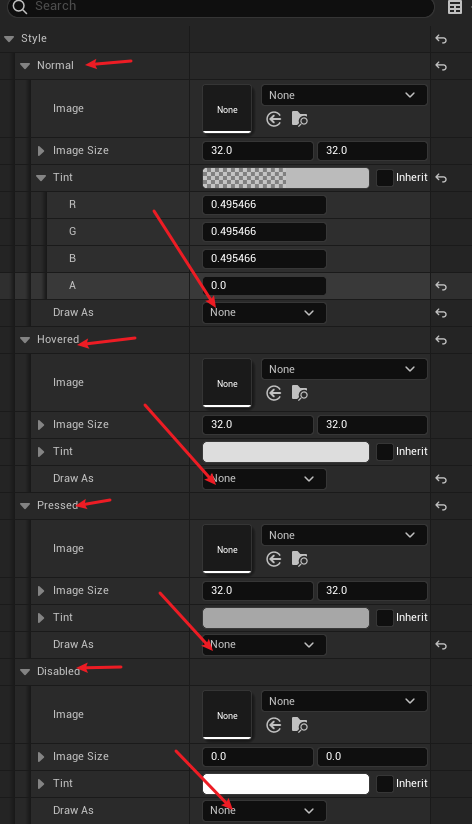 Search
Style
Normal
Image
None
None
Image Size
32.0 32.0
Tint
Inherit
R
0.495466
G
0.495466
B
0.495466
A
0.0
Draw As
None
Hovered
Image
None
None
Image Size
32.0 32.0
Tint
Inherit
Draw As
None
Pressed
Image
None
None
Image Size
32.0 32.0
Tint
Inherit
Draw As
None
Disabled
Image
None
None
Image Size
0.0 0.0
Tint
Inherit
Draw As
None